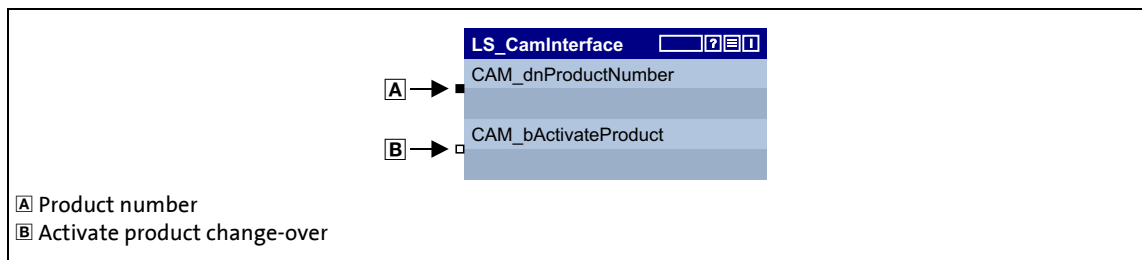 LS_CamInterface ?
CAM_dnProductNumber
A
CAM_bActivateProduct
B
A Product number
B Activate product change-over